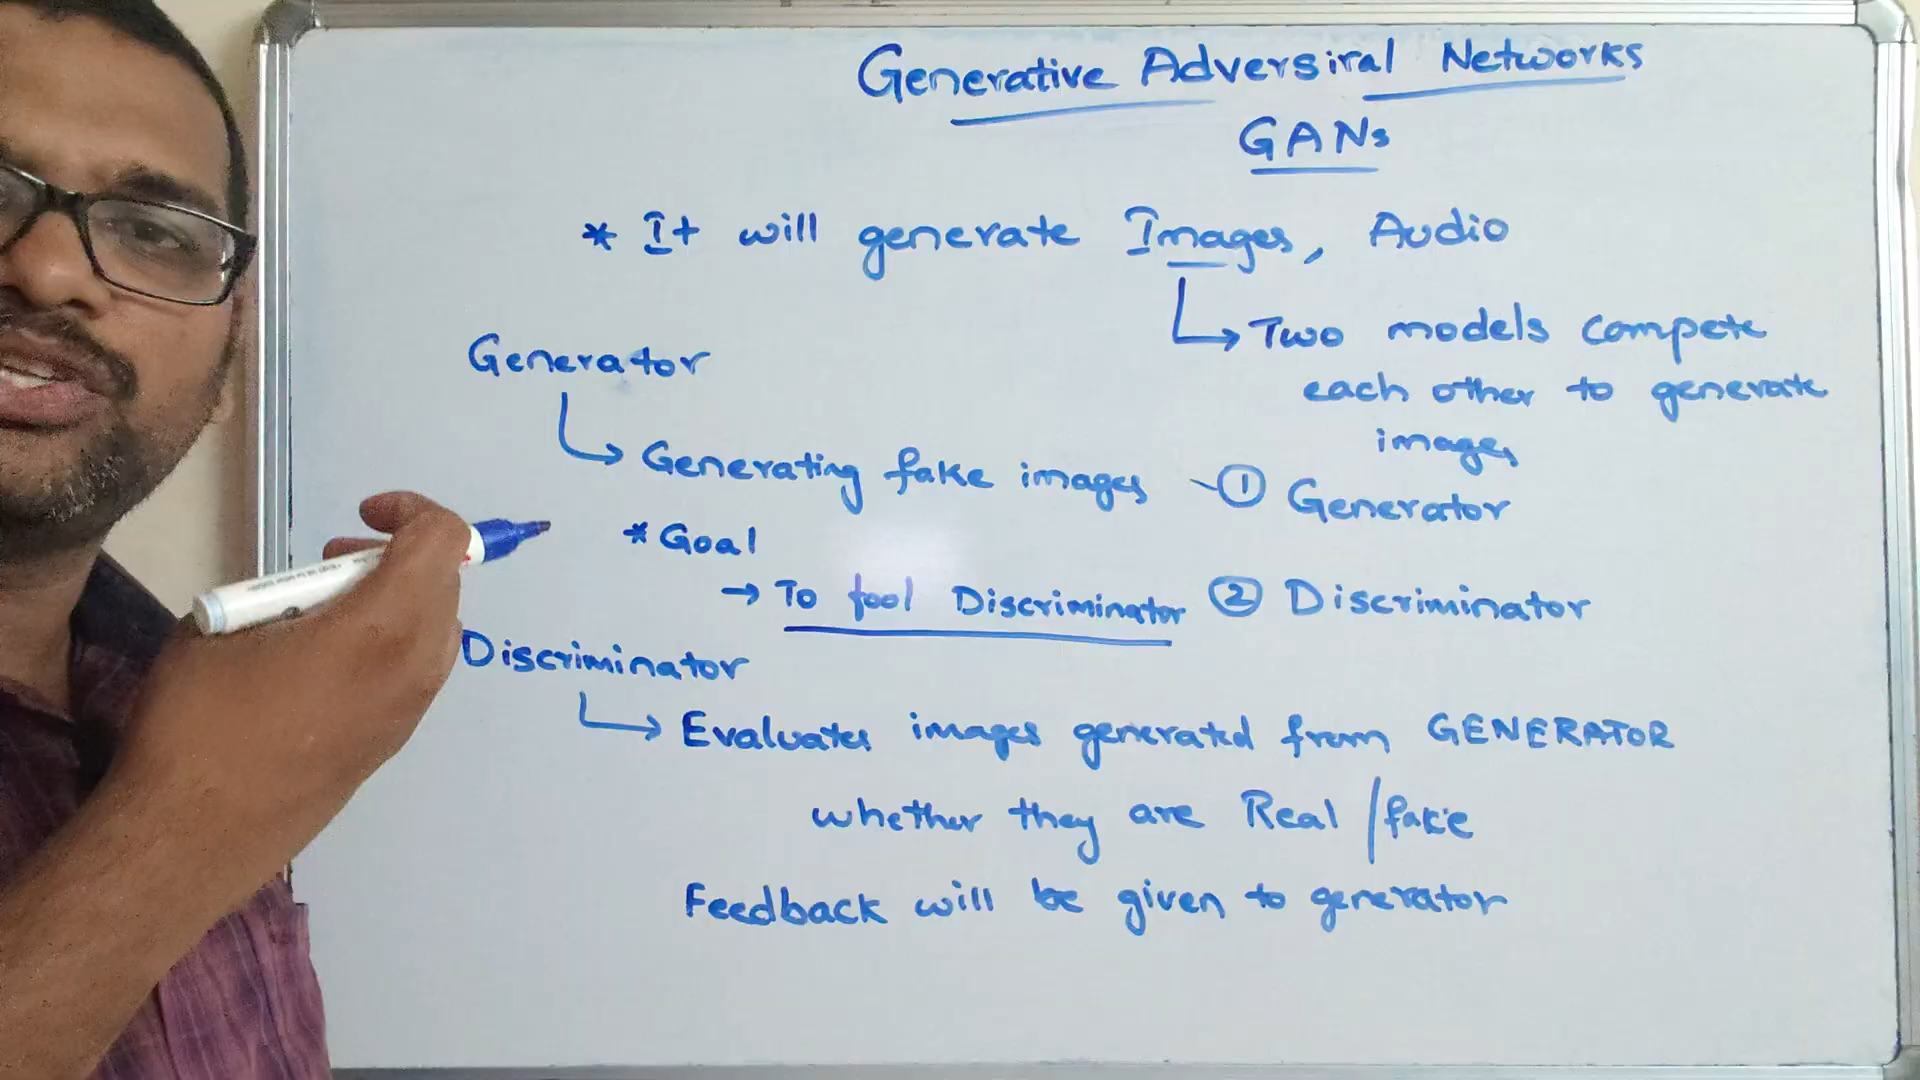 Generative Adversiral Networks
GANs
* It will generate Images, Audio
Two models compete
each other to generate
images
Generator
Generating fake images
① Generator
* Goal
→ To fool Discriminator
② Discriminator
Discriminator
Evaluates images generated from GENERATOR
whether they are Real / fake
Feedback will be given to generator